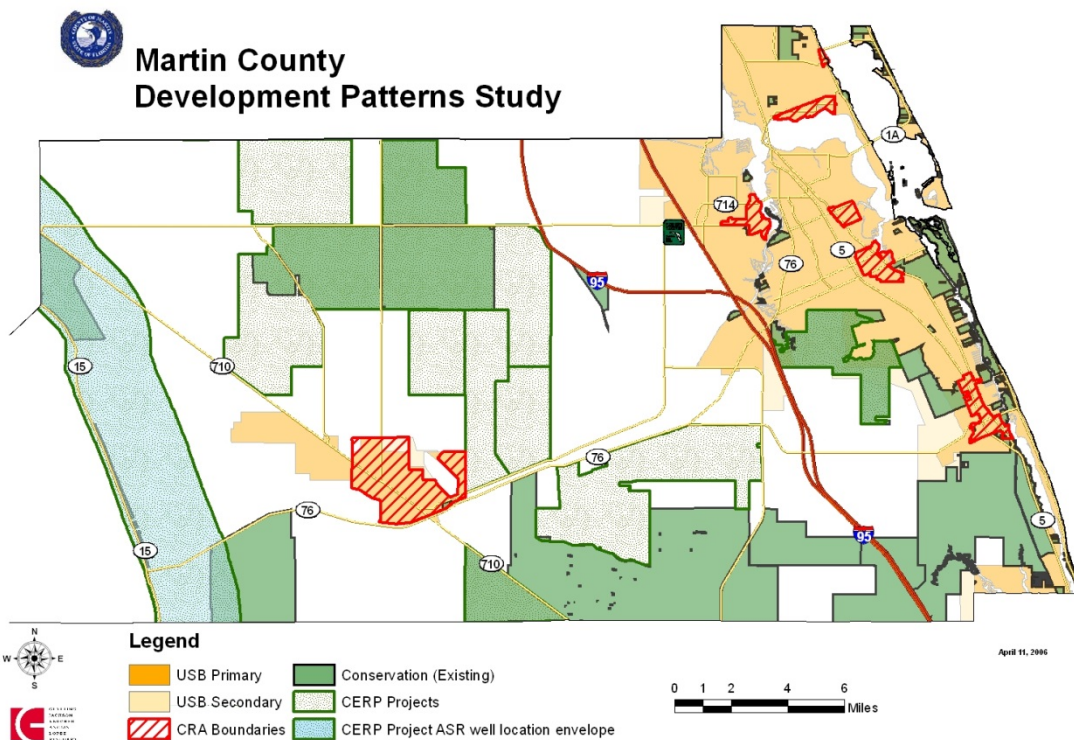 Martin County
Development Patterns Study
1A
714
5
76
95
15
710
76
76
15
710
95
5
N
W
E
S
Legend
USB Primary
USB Secondary
CRA Boundaries
Conservation (Existing)
CERP Projects
CERP Project ASR well location envelope
April 11, 2006
0 1 2 4 6
Miles